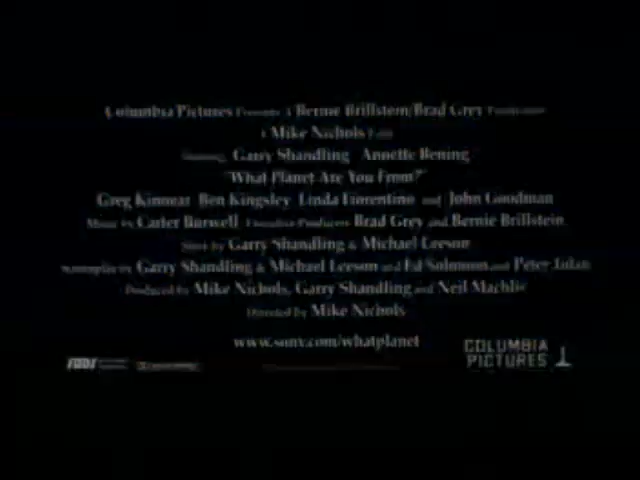 Columbia Pictures Presents A Bernie Brillstein/Brad Grey Production
A Mike Nichols Film
Starring Garry Shandling Annette Bening
"What Planet Are You From?"
Greg Kinnear Ben Kingsley Linda Fiorentino and John Goodman
Music by Carter Burwell Executive Producers Brad Grey and Bernie Brillstein
Story by Garry Shandling & Michael Leeson
Screenplay by Garry Shandling & Michael Leeson and Ed Solomon and Peter Tolan
Produced by Mike Nichols, Garry Shandling and Neil Machlis
Directed by Mike Nichols
www.sony.com/whatplanet
COLUMBIA
PICTURES